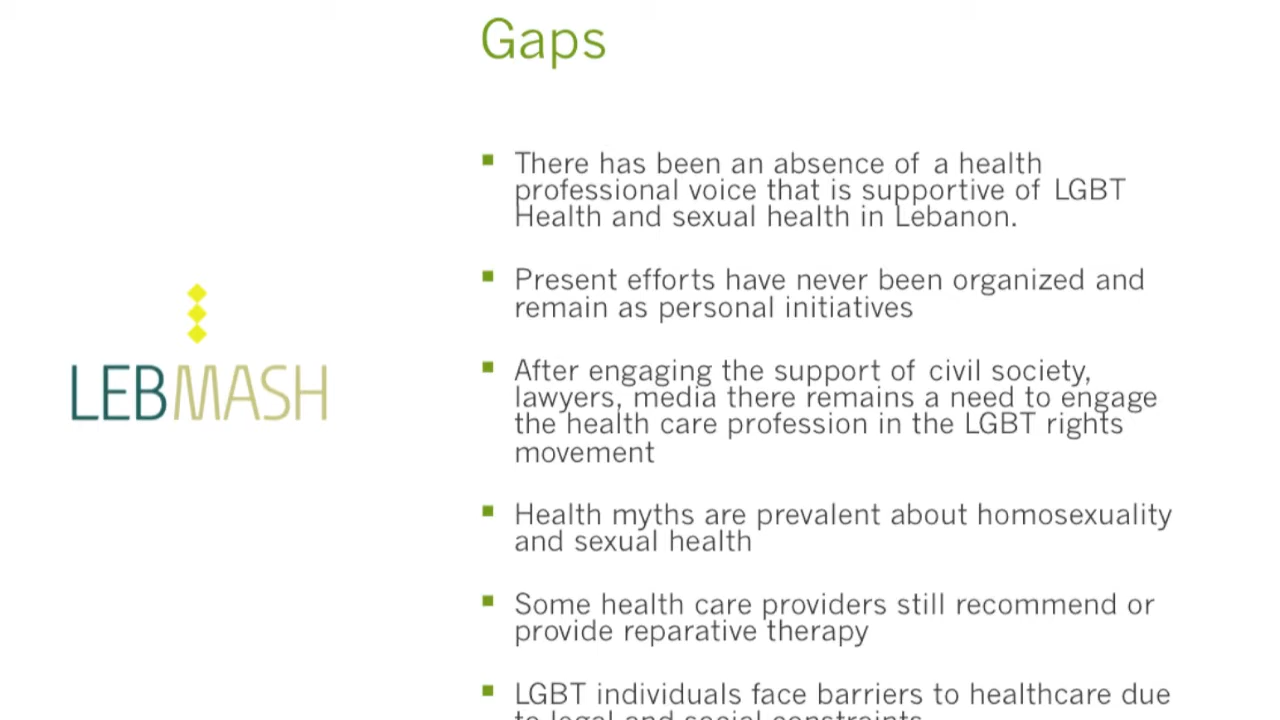 Gaps
There has been an absence of a health
professional voice that is supportive of LGBT
Health and sexual health in Lebanon.
Present efforts have never been organized and
remain as personal initiatives
After engaging the support of civil society,
lawyers, media there remains a need to engage
the health care profession in the LGBT rights
movement
Health myths are prevalent about homosexuality
and sexual health
Some health care providers still recommend or
provide reparative therapy
LGBT individuals face barriers to healthcare due
to legal and social constraints
LEBMASH